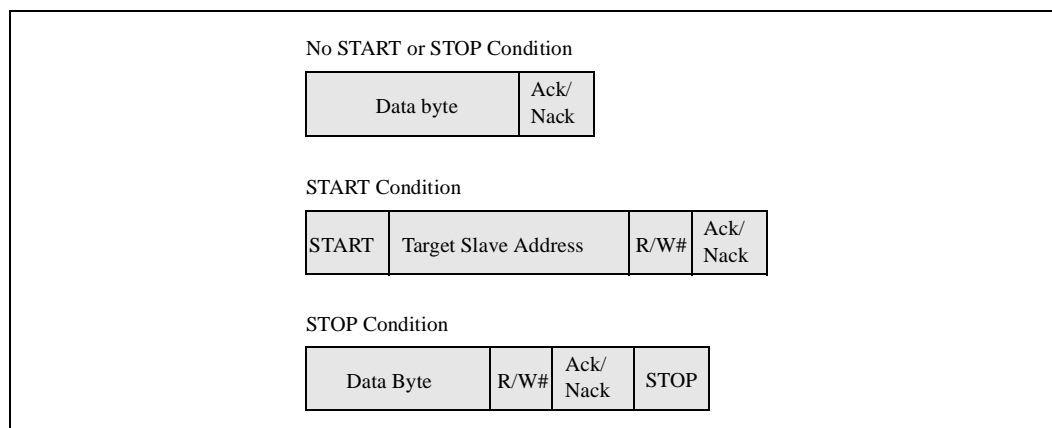 No START or STOP Condition
Data byte
Ack/
Nack
START Condition
START
Target Slave Address
R/W#
Ack/
Nack
STOP Condition
Data Byte
R/W#
Ack/
Nack
STOP